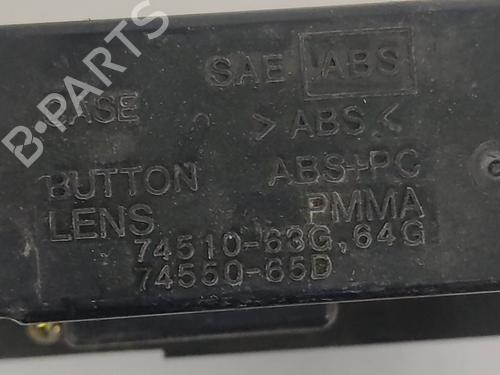 B-PARTS
SAE ABS
CASE > ABS <
BUTTON ABS+PC
LENS PMMA
74510-63G, 64G
74550-65D